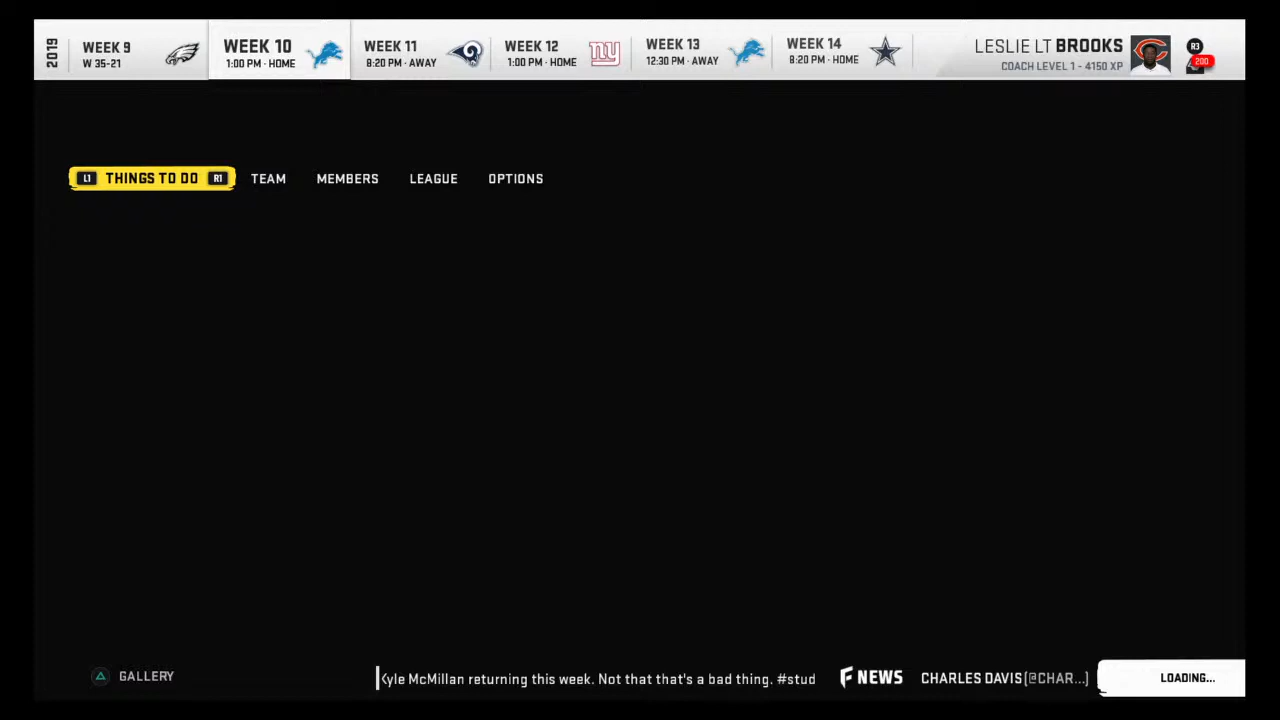 2019
WEEK 9
W 35-21
WEEK 10
1:00 PM · HOME
WEEK 11
8:20 PM · AWAY
WEEK 12
1:00 PM · HOME
ny
WEEK 13
12:30 PM · AWAY
WEEK 14
8:20 PM · HOME
LESLIE LT BROOKS
COACH LEVEL 1 - 4150 XP
R3
200
L1 THINGS TO DO R1 TEAM MEMBERS LEAGUE OPTIONS
GALLERY
Kyle McMillan returning this week. Not that that's a bad thing. #stud
NEWS
CHARLES DAVIS(@CHAR...)
LOADING...